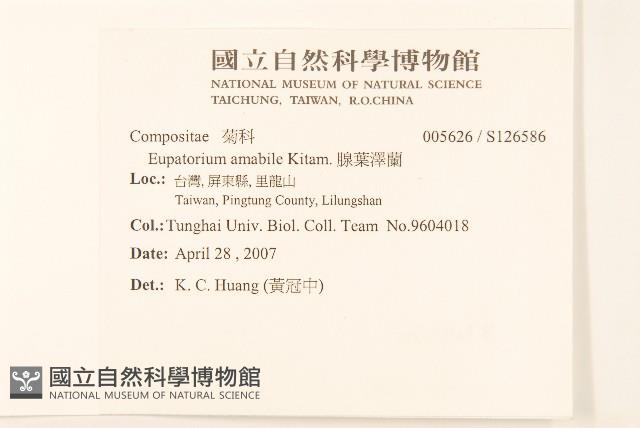 國立自然科學博物館
NATIONAL MUSEUM OF NATURAL SCIENCE
TAICHUNG, TAIWAN, R.O.CHINA
Compositae 菊科 005626 / S126586
Eupatorium amabile Kitam. 腺葉澤蘭
Loc.: 台灣, 屏東縣, 里龍山
Taiwan, Pingtung County, Lilungshan
Col.: Tunghai Univ. Biol. Coll. Team No.9604018
Date: April 28 , 2007
Det.: K. C. Huang (黃冠中)
國立自然科學博物館
NATIONAL MUSEUM OF NATURAL SCIENCE